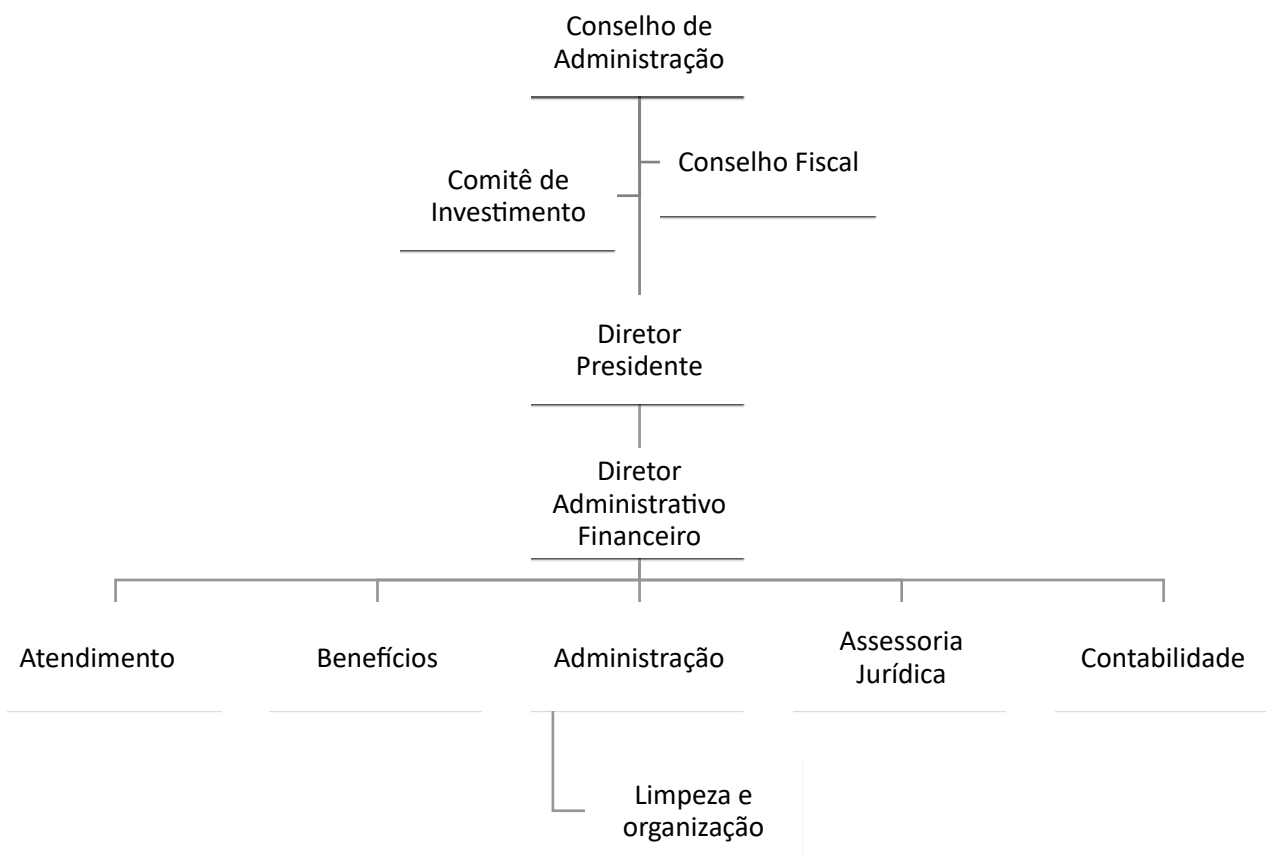 Conselho de
Administração
Conselho Fiscal
Comitê de
Investimento
Diretor
Presidente
Diretor
Administrativo
Financeiro
Atendimento
Benefícios
Administração
Assessoria
Jurídica
Contabilidade
Limpeza e
organização